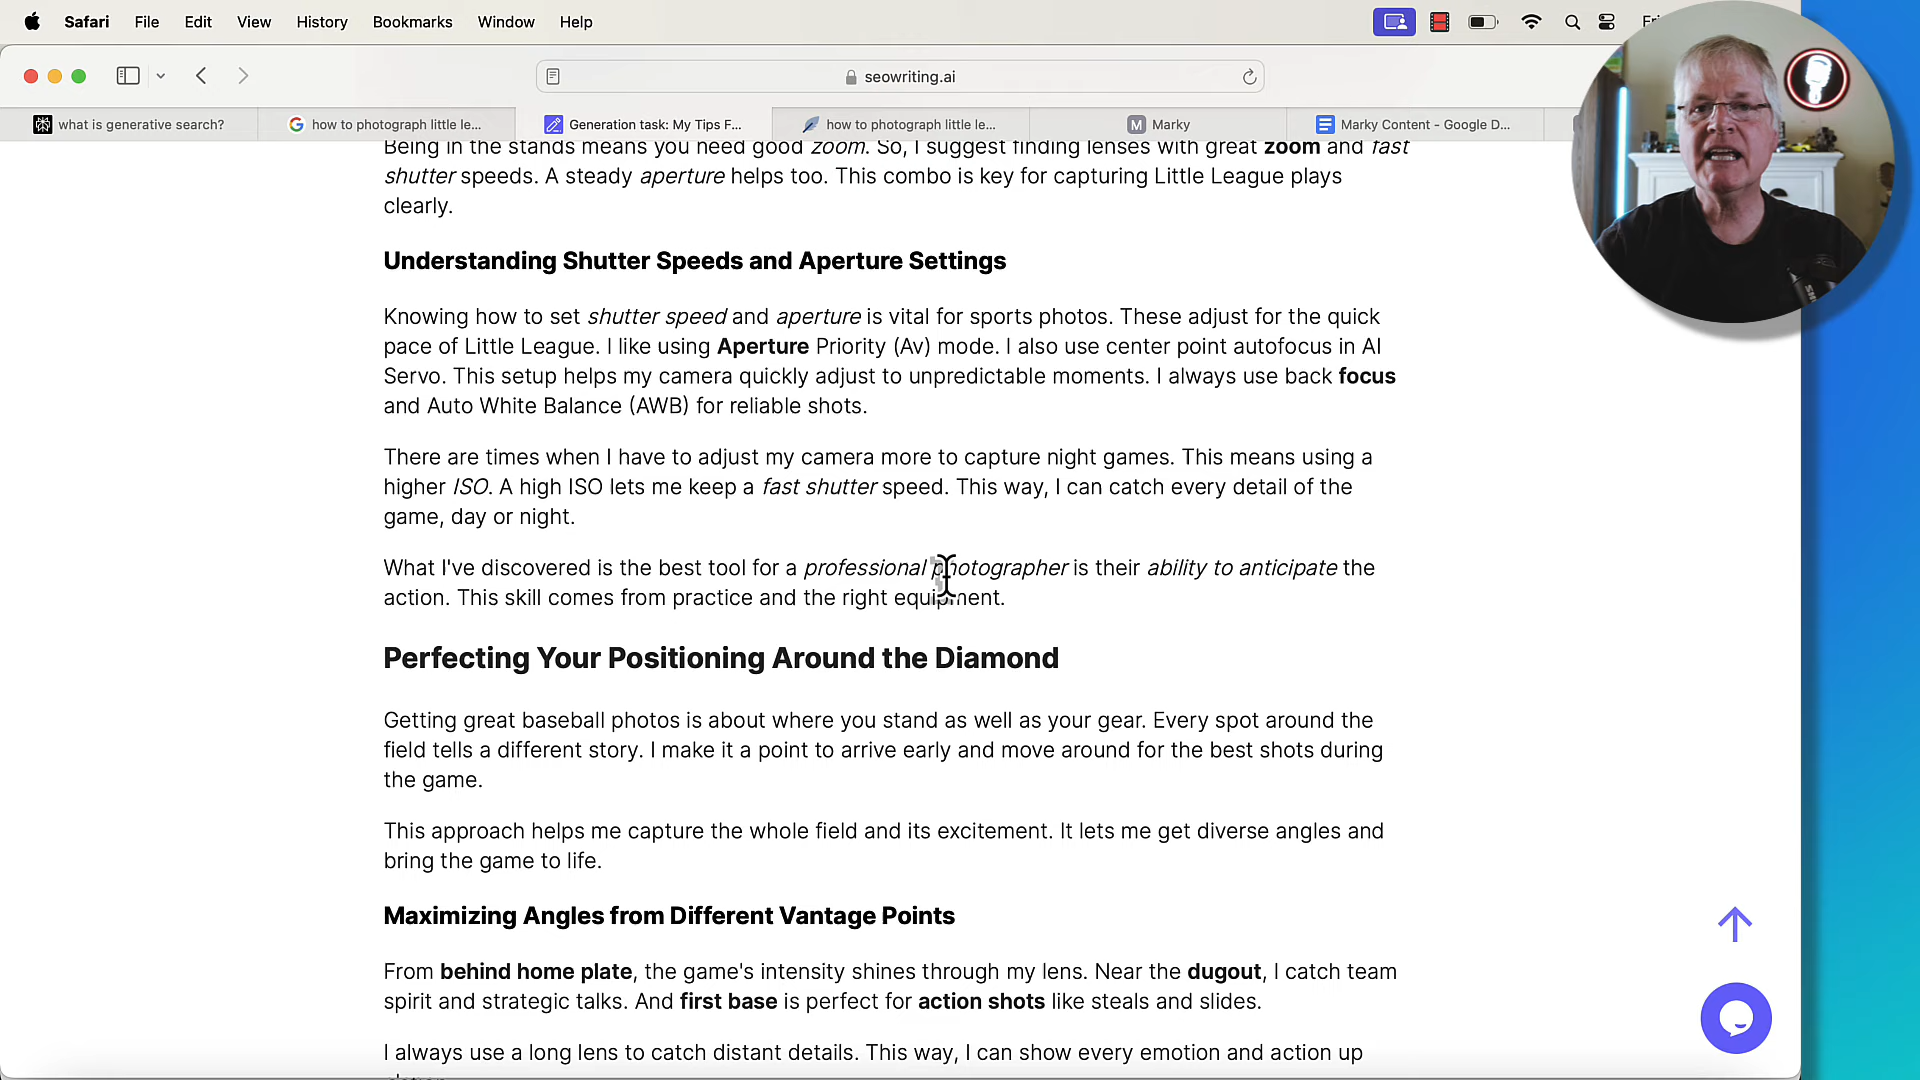 Safari File Edit View History Bookmarks Window Help
seowriting.ai
what is generative search? how to photograph little le... Generation task: My Tips F... how to photograph little le... Marky Marky Content - Google D...
Being in the stands means you need good zoom. So, I suggest finding lenses with great zoom and fast
shutter speeds. A steady aperture helps too. This combo is key for capturing Little League plays
clearly.
Understanding Shutter Speeds and Aperture Settings
Knowing how to set shutter speed and aperture is vital for sports photos. These adjust for the quick
pace of Little League. I like using Aperture Priority (Av) mode. I also use center point autofocus in AI
Servo. This setup helps my camera quickly adjust to unpredictable moments. I always use back focus
and Auto White Balance (AWB) for reliable shots.
There are times when I have to adjust my camera more to capture night games. This means using a
higher ISO. A high ISO lets me keep a fast shutter speed. This way, I can catch every detail of the
game, day or night.
What I've discovered is the best tool for a professional photographer is their ability to anticipate the
action. This skill comes from practice and the right equipment.
Perfecting Your Positioning Around the Diamond
Getting great baseball photos is about where you stand as well as your gear. Every spot around the
field tells a different story. I make it a point to arrive early and move around for the best shots during
the game.
This approach helps me capture the whole field and its excitement. It lets me get diverse angles and
bring the game to life.
Maximizing Angles from Different Vantage Points
From behind home plate, the game's intensity shines through my lens. Near the dugout, I catch team
spirit and strategic talks. And first base is perfect for action shots like steals and slides.
I always use a long lens to catch distant details. This way, I can show every emotion and action up